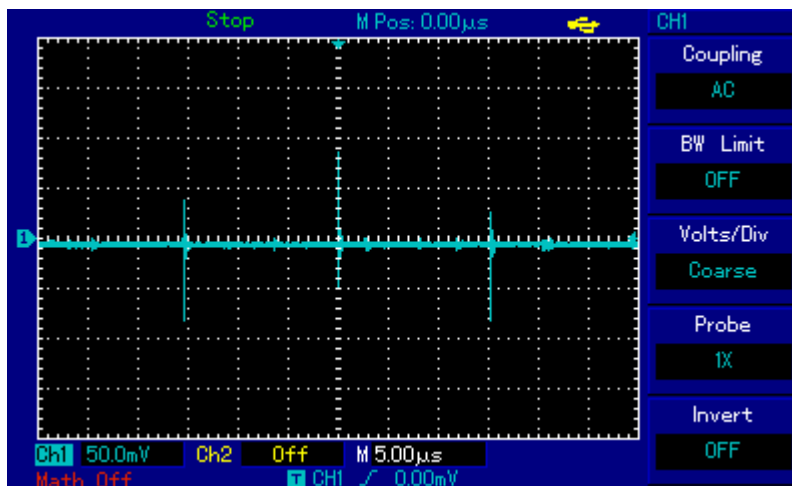 Stop M Pos: 0.00μs CH1
Coupling
AC
BW Limit
OFF
Volts/Div
1
Coarse
Probe
1X
Invert
OFF
Ch1 50.0mV Ch2 Off M 5.00μs
Math Off T CH1 / 0.00mV